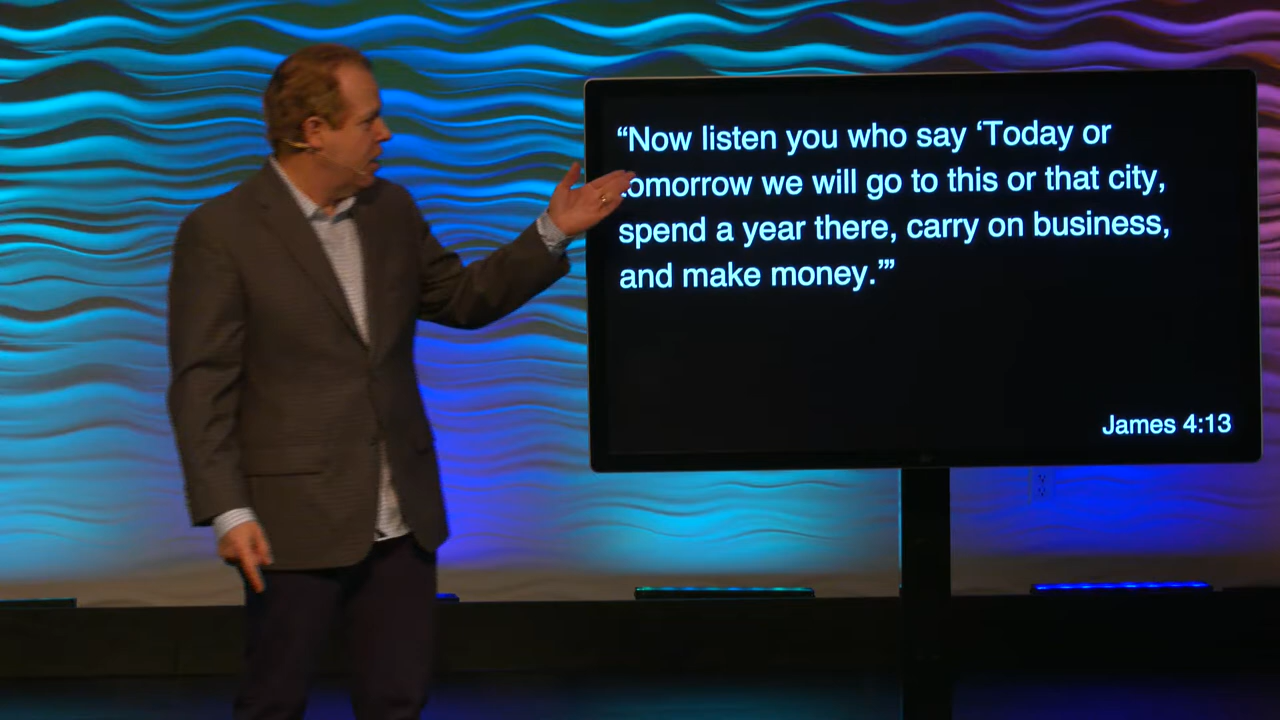 “Now listen you who say ‘Today or
tomorrow we will go to this or that city,
spend a year there, carry on business,
and make money.’”
James 4:13